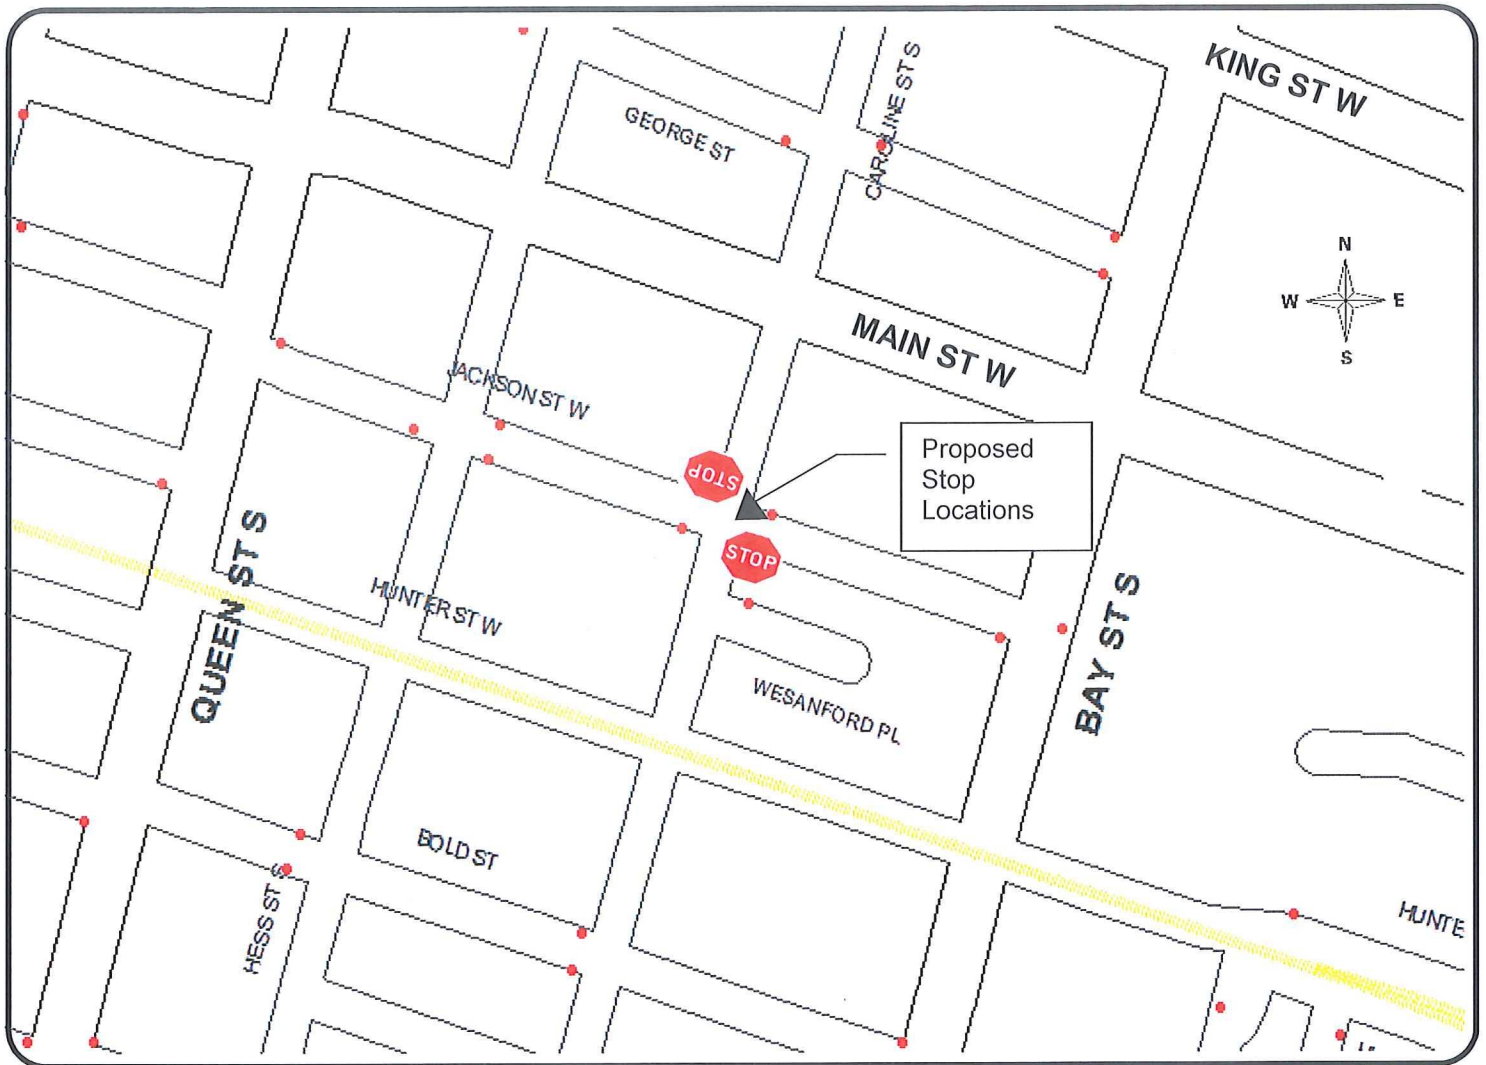 KING ST W
CAROLINE ST S
GEORGE ST
N
W E
S
MAIN ST W
JACKSON ST W
Proposed
Stop
Locations
STOP
STOP
QUEEN ST S
HUNTER ST W
BAY ST S
WESANFORD PL
BOLD ST
HESS ST S
HUNTE